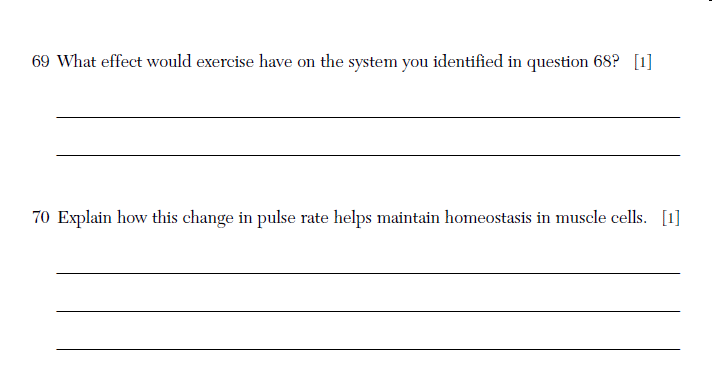 69 What effect would exercise have on the system you identified in question 68? [1]
70 Explain how this change in pulse rate helps maintain homeostasis in muscle cells. [1]